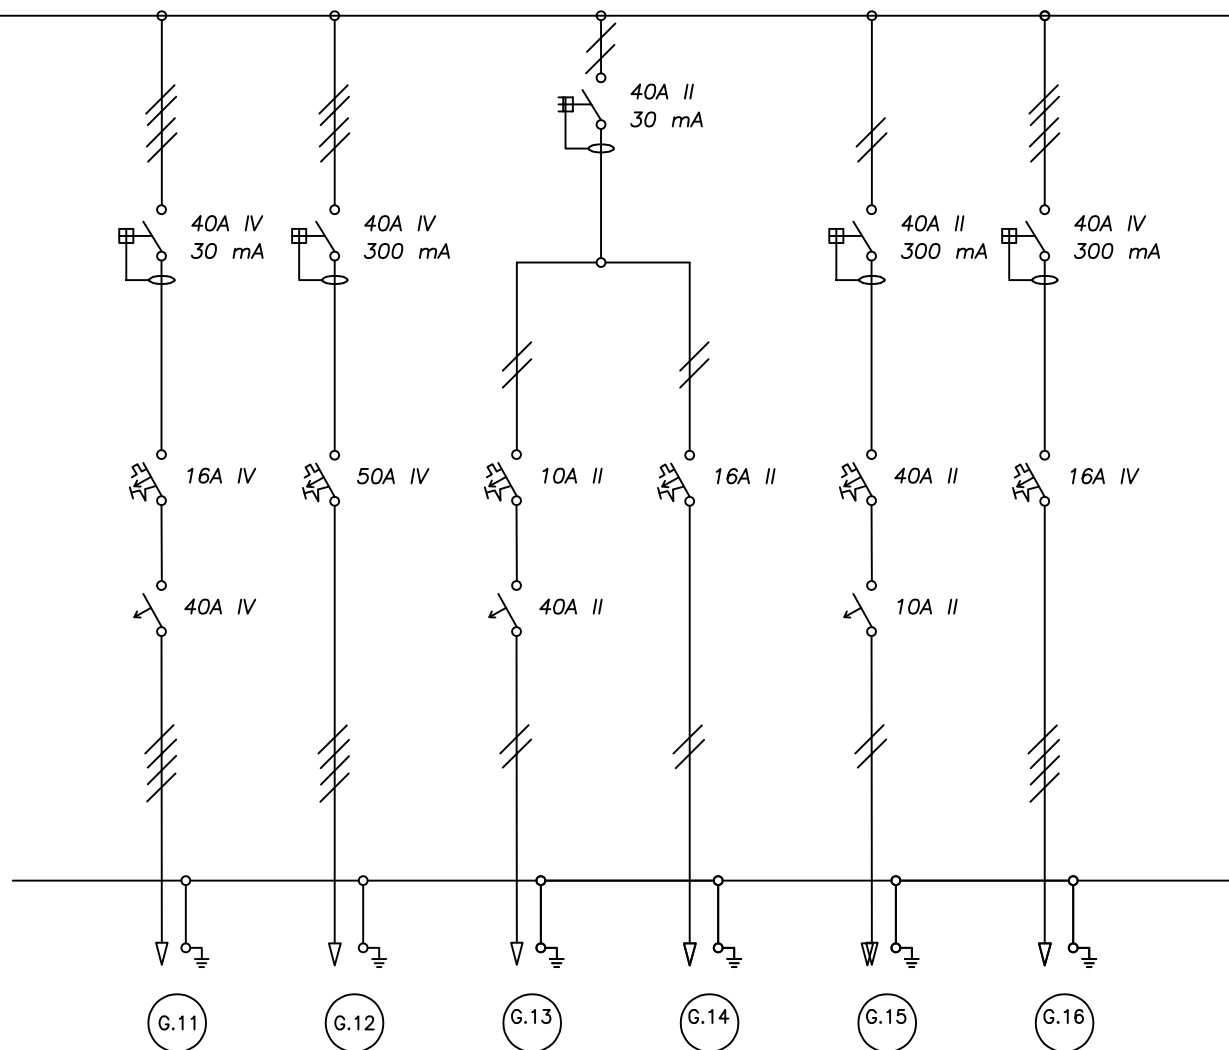 40A II
30 mA
40A IV
30 mA
40A IV
300 mA
40A II
300 mA
40A IV
300 mA
16A IV
50A IV
10A II
16A II
40A II
16A IV
40A IV
40A II
10A II
G.11
G.12
G.13
G.14
G.15
G.16